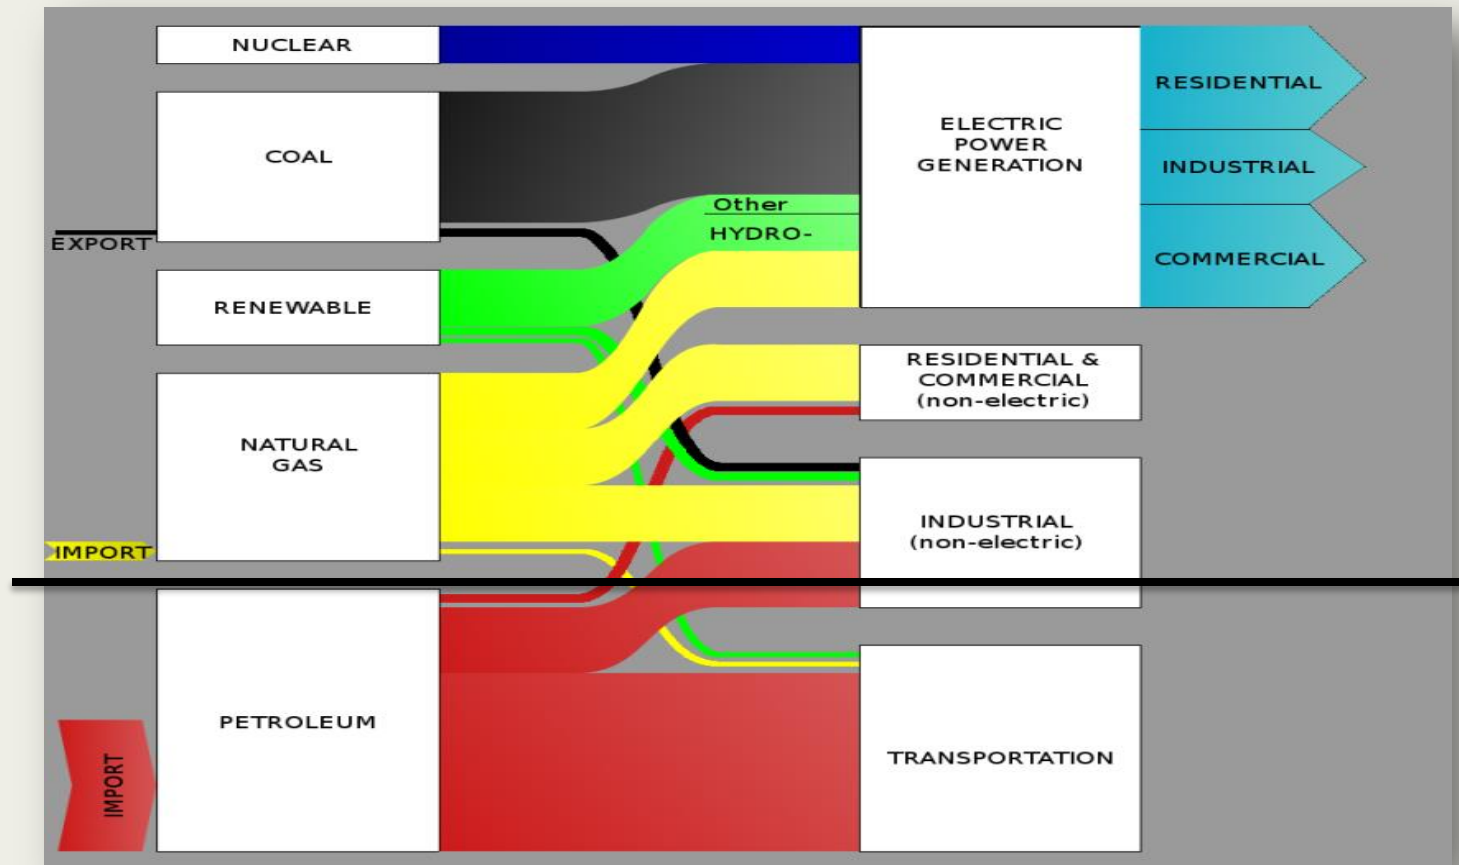 NUCLEAR
COAL
EXPORT
RENEWABLE
NATURAL
GAS
IMPORT
PETROLEUM
IMPORT
Other
HYDRO-
ELECTRIC
POWER
GENERATION
RESIDENTIAL
INDUSTRIAL
COMMERCIAL
RESIDENTIAL &
COMMERCIAL
(non-electric)
INDUSTRIAL
(non-electric)
TRANSPORTATION